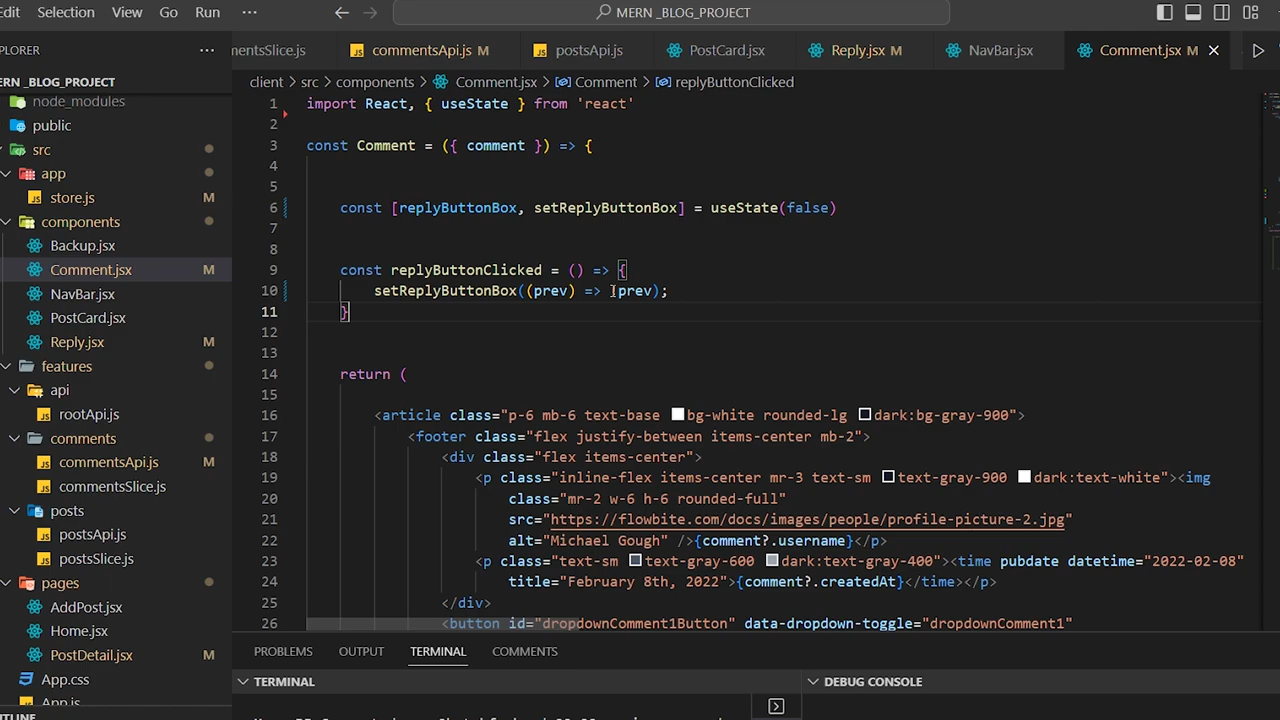 Edit Selection View Go Run ··· MERN _BLOG_PROJECT
EXPLORER ···
mentsSlice.js commentsApi.js M postsApi.js PostCard.jsx Reply.jsx M NavBar.jsx Comment.jsx M
MERN_BLOG_PROJECT
node_modules
public
src
app
store.js M
components
Backup.jsx
Comment.jsx M
NavBar.jsx
PostCard.jsx
Reply.jsx M
features
api
rootApi.js
comments
commentsApi.js M
commentsSlice.js
posts
postsApi.js
postsSlice.js
pages
AddPost.jsx
Home.jsx
PostDetail.jsx M
App.css
App.js
client > src > components > Comment.jsx > Comment > replyButtonClicked
1 import React, { useState } from 'react'
2
3 const Comment = ({ comment }) => {
4
5
6 const [replyButtonBox, setReplyButtonBox] = useState(false)
7
8
9 const replyButtonClicked = () => {
10 setReplyButtonBox((prev) => !prev);
11 }
12
13
14 return (
15
16 <article class="p-6 mb-6 text-base bg-white rounded-lg dark:bg-gray-900">
17 <footer class="flex justify-between items-center mb-2">
18 <div class="flex items-center">
19 <p class="inline-flex items-center mr-3 text-sm text-gray-900 dark:text-white"><img
20 class="mr-2 w-6 h-6 rounded-full"
21 src="https://flowbite.com/docs/images/people/profile-picture-2.jpg"
22 alt="Michael Gough" />{comment?.username}</p>
23 <p class="text-sm text-gray-600 dark:text-gray-400"><time pubdate datetime="2022-02-08"
24 title="February 8th, 2022">{comment?.createdAt}</time></p>
25 </div>
26 <button id="dropdownComment1Button" data-dropdown-toggle="dropdownComment1"
PROBLEMS OUTPUT TERMINAL COMMENTS
TERMINAL
DEBUG CONSOLE